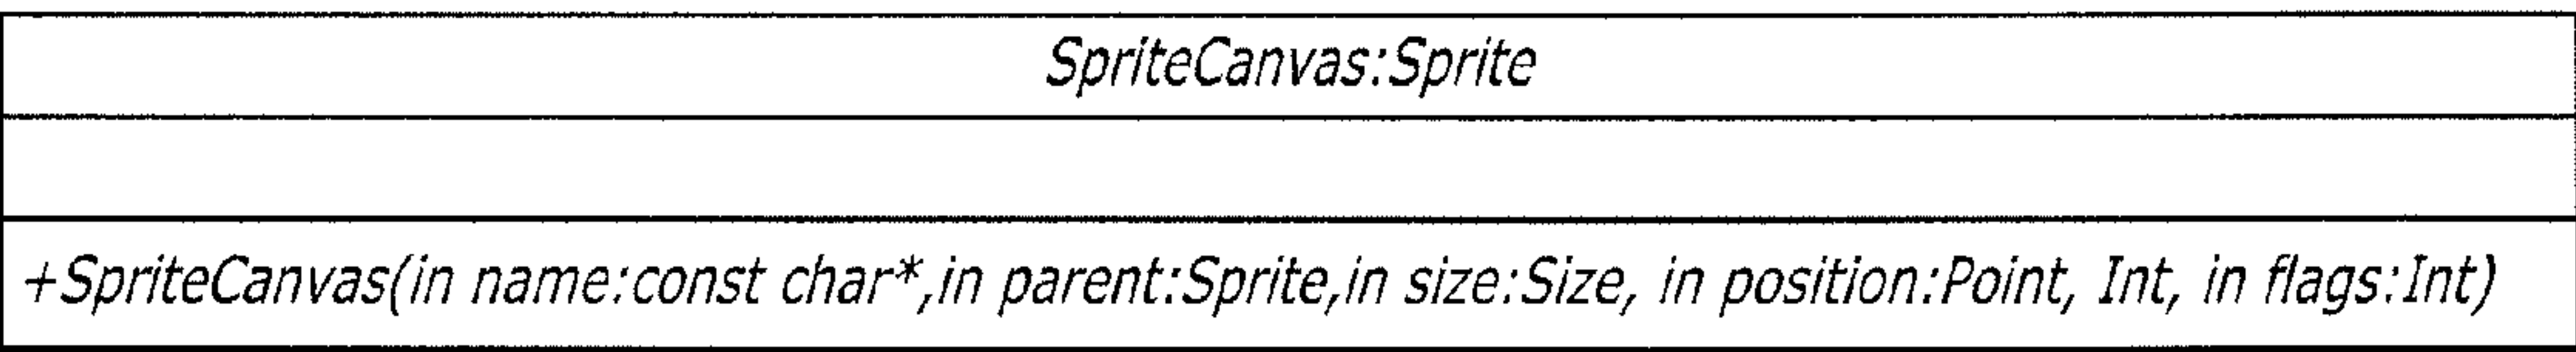 SpriteCanvas:Sprite
+SpriteCanvas(in name:const char*,in parent:Sprite,in size:Size, in position:Point, Int, in flags:Int)